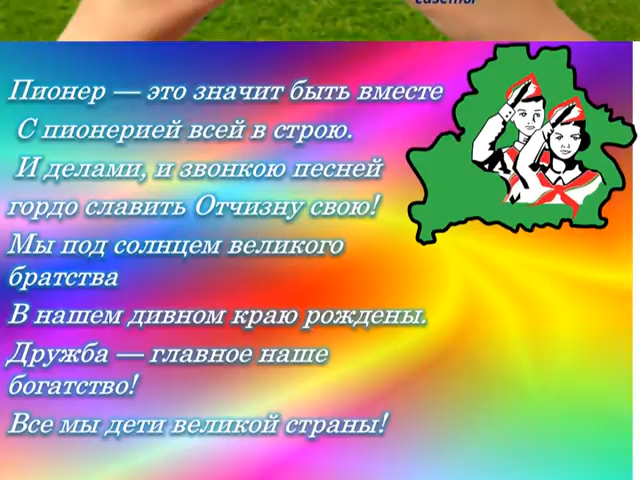 Пионер — это значит быть вместе
С пионерией всей в строю.
И делами, и звонкою песней
гордо славить Отчизну свою!
Мы под солнцем великого
братства
В нашем дивном краю рождены.
Дружба — главное наше
богатство!
Все мы дети великой страны!